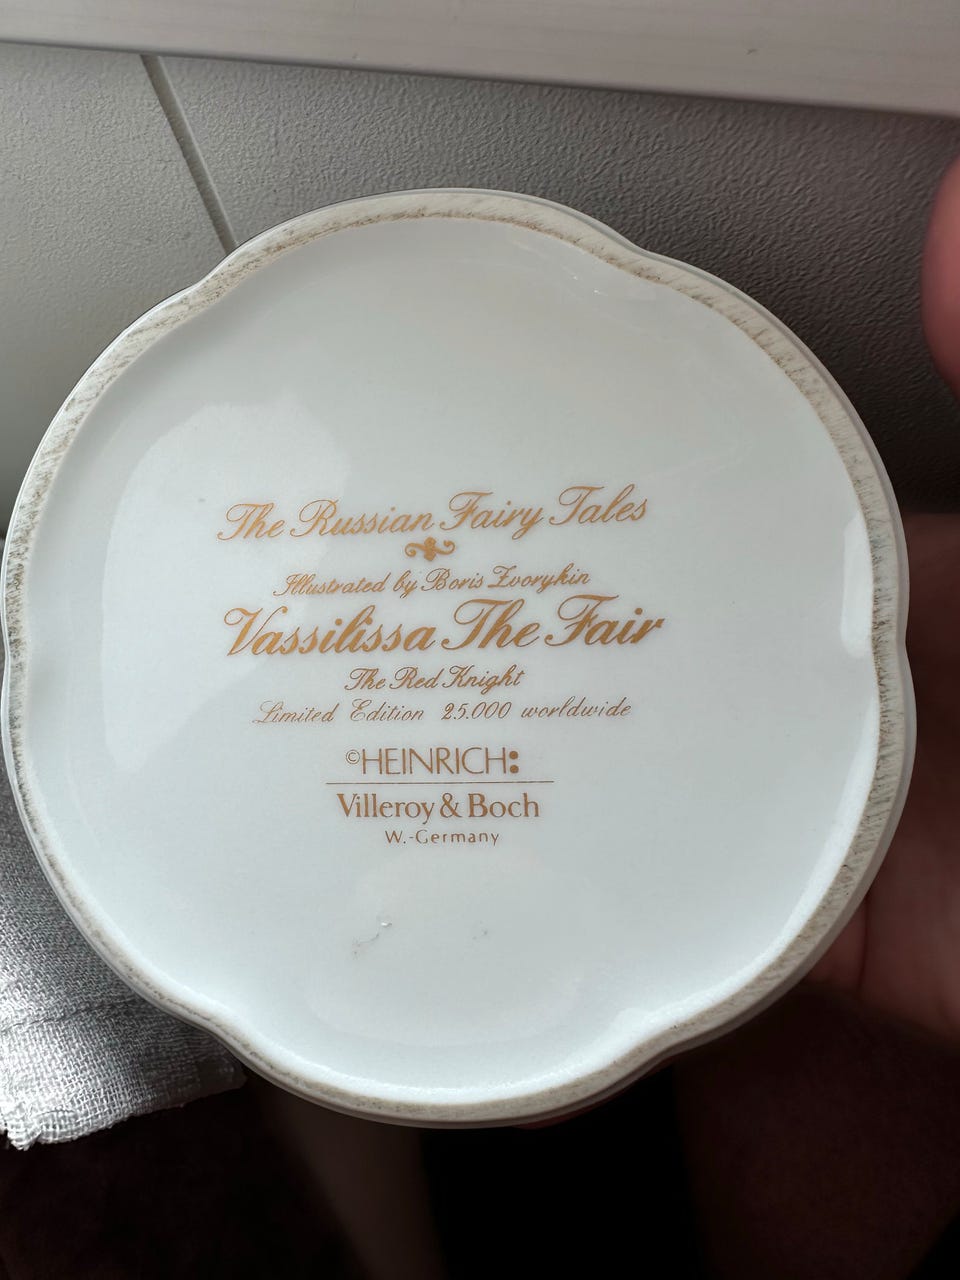 The Russian Fairy Tales
Illustrated by Boris Zvorykin
Vassilissa The Fair
The Red Knight
Limited Edition 25.000 worldwide
©HEINRICH:
Villeroy & Boch
W.-Germany